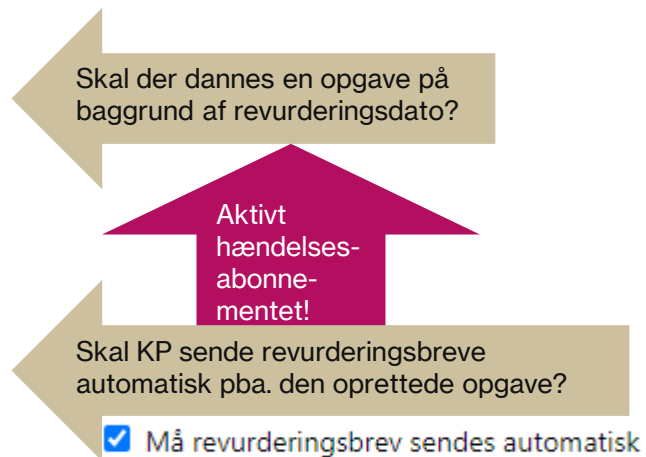 Skal der dannes en opgave på
baggrund af revurderingsdato?
Aktivt
hændelses-
abonne-
mentet!
Skal KP sende revurderingsbreve
automatisk pba. den oprettede opgave?
Må revurderingsbrev sendes automatisk